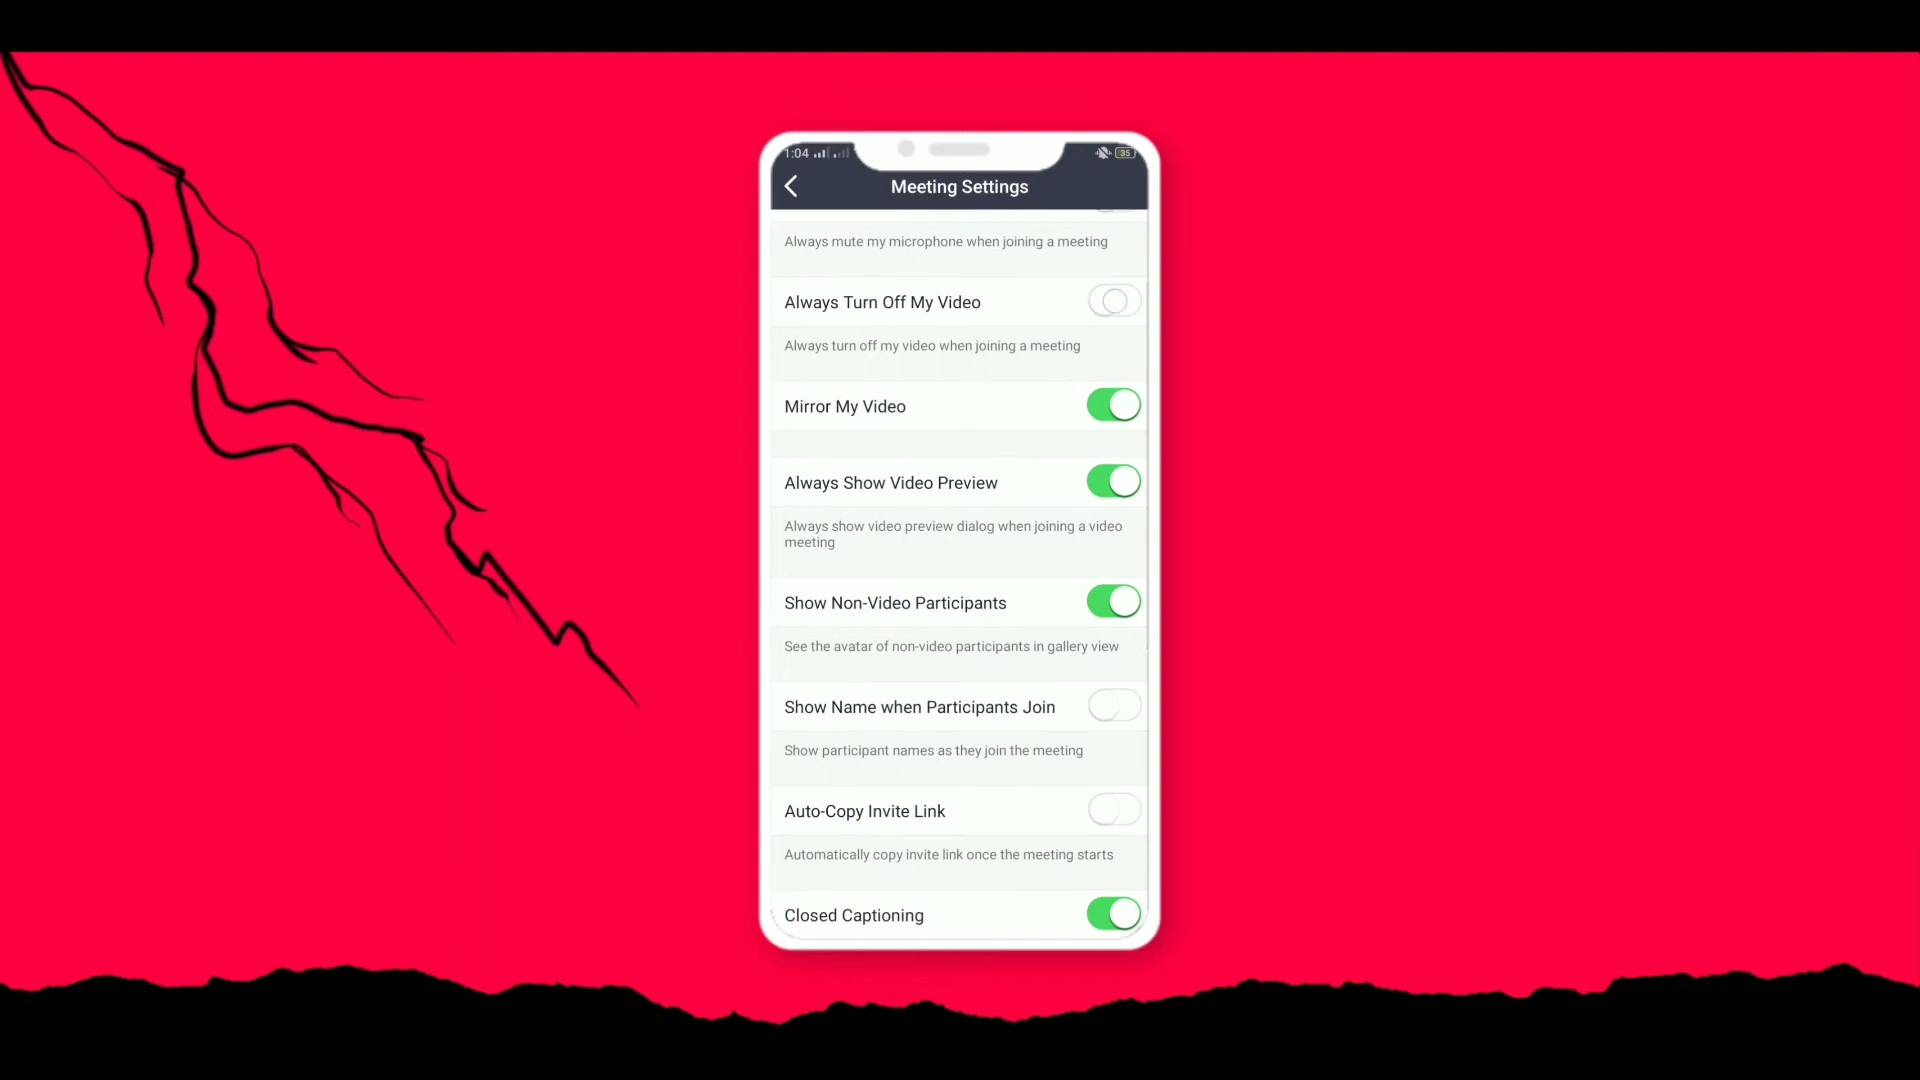 1:04
35
Meeting Settings
Always mute my microphone when joining a meeting
Always Turn Off My Video
Always turn off my video when joining a meeting
Mirror My Video
Always Show Video Preview
Always show video preview dialog when joining a video
meeting
Show Non-Video Participants
See the avatar of non-video participants in gallery view
Show Name when Participants Join
Show participant names as they join the meeting
Auto-Copy Invite Link
Automatically copy invite link once the meeting starts
Closed Captioning